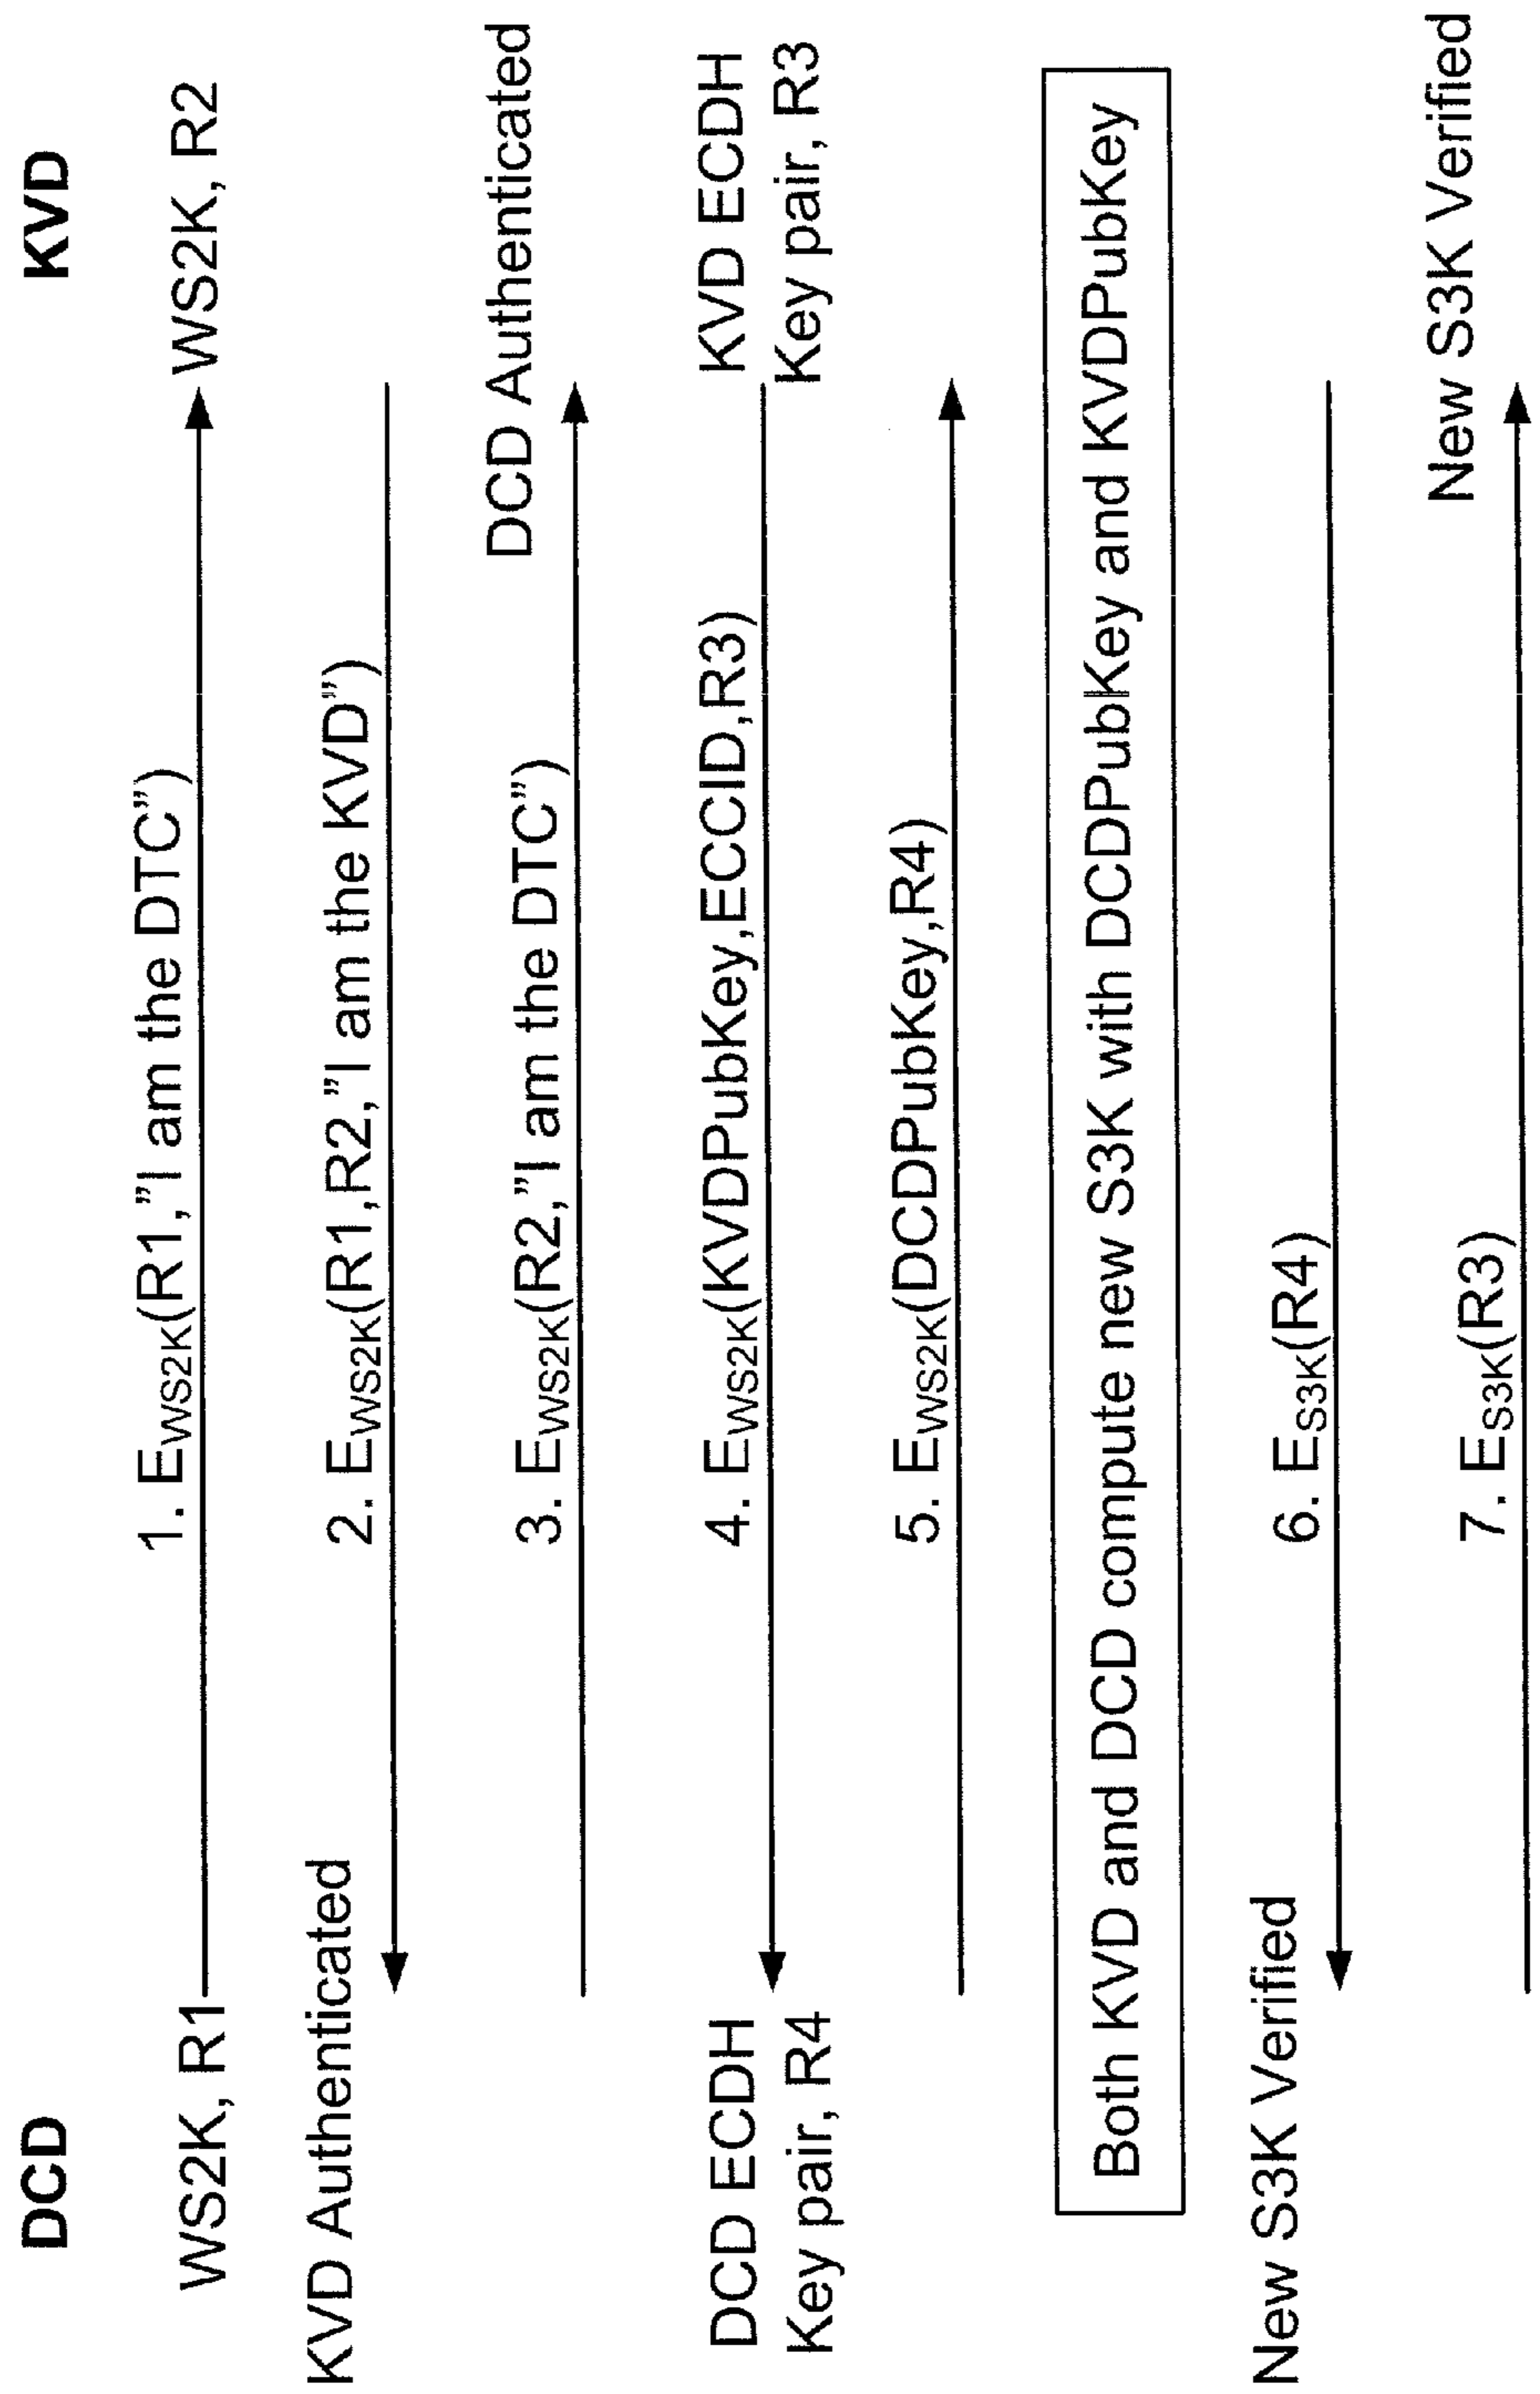 DCD
KVD
WS2K, R1
1. EWS2K(R1,”I am the DTC”)
WS2K, R2
KVD Authenticated
2. EWS2K(R1,R2,”I am the KVD”)
3. EWS2K(R2,”I am the DTC”)
DCD Authenticated
DCD ECDH
Key pair, R4
4. EWS2K(KVDPubKey,ECCID,R3)
KVD ECDH
Key pair, R3
5. EWS2K(DCDPubKey,R4)
Both KVD and DCD compute new S3K with DCDPubKey and KVDPubKey
New S3K Verified
6. ES3K(R4)
7. ES3K(R3)
New S3K Verified